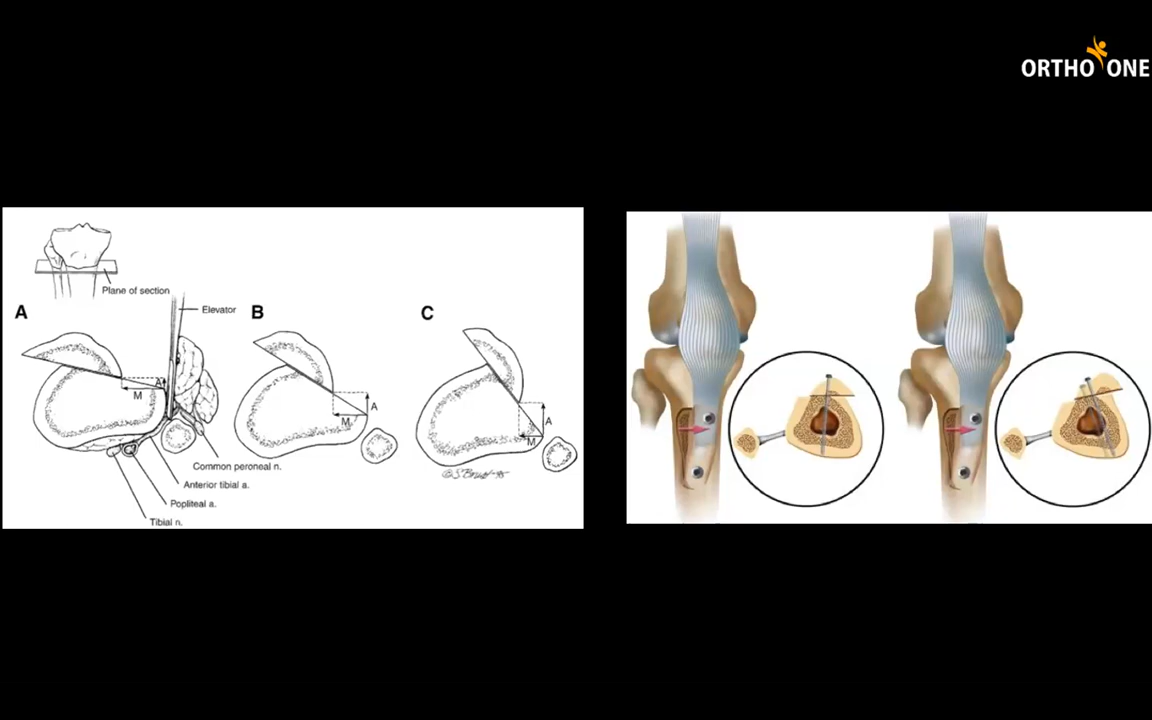 ORTHO ONE
Plane of section
A
Elevator
B
C
A
M
A
M
A
M
Common peroneal n.
Anterior tibial a.
Popliteal a.
Tibial n.